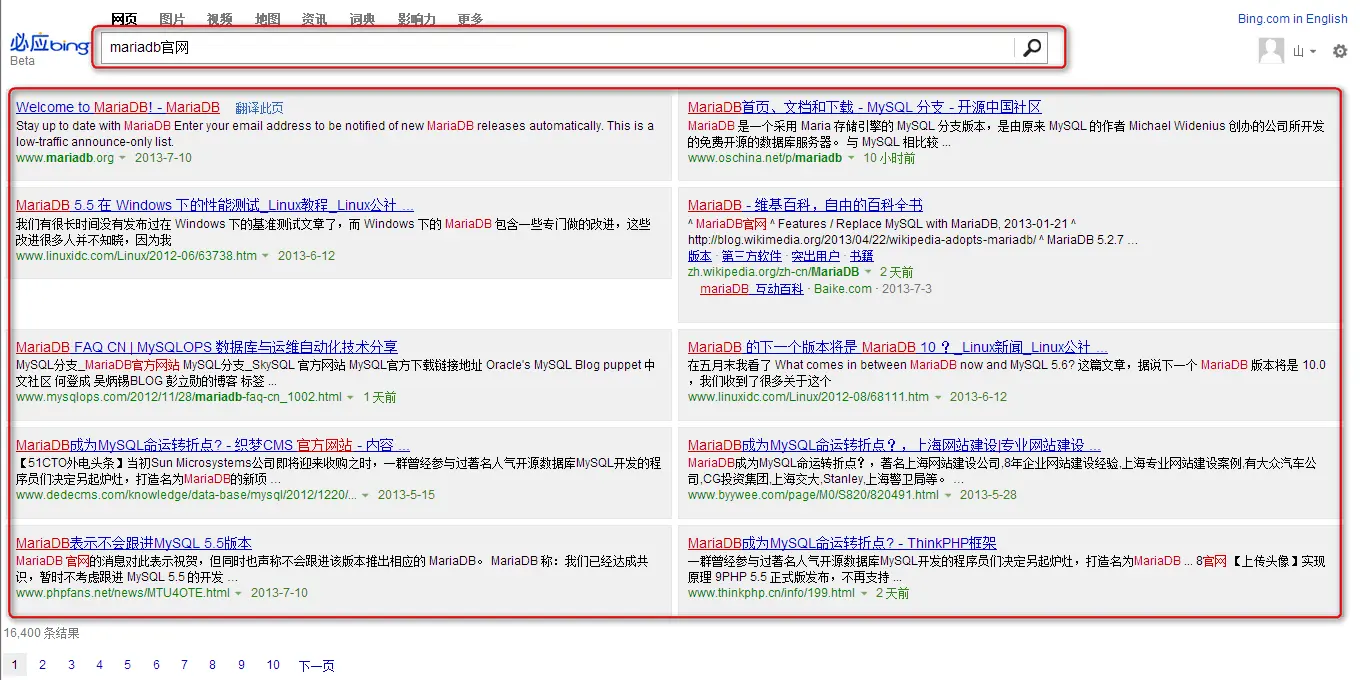 网页 图片 视频 地图 资讯 词典 影响力 更多
Bing.com in English
必应bing
Beta
mariadb官网
山
Welcome to MariaDB! - MariaDB 翻译此页
Stay up to date with MariaDB Enter your email address to be notified of new MariaDB releases automatically. This is a
low-traffic announce-only list.
www.mariadb.org 2013-7-10
MariaDB首页、文档和下载 - MySQL 分支 - 开源中国社区
MariaDB 是一个采用 Maria 存储引擎的 MySQL 分支版本，是由原来 MySQL 的作者 Michael Widenius 创办的公司所开发
的免费开源的数据库服务器。 与 MySQL 相比较 ...
www.oschina.net/p/mariadb 10 小时前
MariaDB 5.5 在 Windows 下的性能测试_Linux教程_Linux公社 ...
我们有很长时间没有发布过在 Windows 下的基准测试文章了，而 Windows 下的 MariaDB 包含一些专门做的改进，这些
改进很多人并不知晓，因为我
www.linuxidc.com/Linux/2012-06/63738.htm 2013-6-12
MariaDB - 维基百科，自由的百科全书
^ MariaDB官网 ^ Features / Replace MySQL with MariaDB, 2013-01-21 ^
http://blog.wikimedia.org/2013/04/22/wikipedia-adopts-mariadb/ ^ MariaDB 5.2.7 ...
版本 · 第三方软件 · 突出用户 · 书籍
zh.wikipedia.org/zh-cn/MariaDB 2 天前
mariaDB_互动百科 · Baike.com · 2013-7-3
MariaDB FAQ CN | MySQLOPS 数据库与运维自动化技术分享
MySQL分支_MariaDB官方网站 MySQL分支_SkySQL 官方网站 MySQL官方下载链接地址 Oracle's MySQL Blog puppet 中
文社区 何登成 吴炳锡BLOG 彭立勋的博客 标签 ...
www.mysqlops.com/2012/11/28/mariadb-faq-cn_1002.html 1 天前
MariaDB 的下一个版本将是 MariaDB 10 ？_Linux新闻_Linux公社 ...
在五月末我看了 What comes in between MariaDB now and MySQL 5.6? 这篇文章，据说下一个 MariaDB 版本将是 10.0
，我们收到了很多关于这个
www.linuxidc.com/Linux/2012-08/68111.htm 2013-6-12
MariaDB成为MySQL命运转折点? - 织梦CMS 官方网站 - 内容 ...
【51CTO外电头条】当初Sun Microsystems公司即将迎来收购之时，一群曾经参与过著名人气开源数据库MySQL开发的程
序员们决定另起炉灶，打造名为MariaDB的新项 ...
www.dedecms.com/knowledge/data-base/mysql/2012/1220/... 2013-5-15
MariaDB成为MySQL命运转折点？，上海网站建设|专业网站建设 ...
MariaDB成为MySQL命运转折点？，著名上海网站建设公司,8年企业网站建设经验,上海专业网站建设案例,有大众汽车公
司,CG投资集团,上海交大,Stanley,上海警卫局等。 ...
www.byywee.com/page/M0/S820/820491.html 2013-5-28
MariaDB表示不会跟进MySQL 5.5版本
MariaDB 官网的消息对此表示祝贺，但同时也声称不会跟进该版本推出相应的 MariaDB。 MariaDB 称：我们已经达成共
识，暂时不考虑跟进 MySQL 5.5 的开发 ...
www.phpfans.net/news/MTU4OTE.html 2013-7-10
MariaDB成为MySQL命运转折点? - ThinkPHP框架
一群曾经参与过著名人气开源数据库MySQL开发的程序员们决定另起炉灶，打造名为MariaDB ... 8官网 【上传头像】实现
原理 9PHP 5.5 正式版发布，不再支持 ...
www.thinkphp.cn/info/199.html 2 天前
16,400 条结果
1 2 3 4 5 6 7 8 9 10 下一页